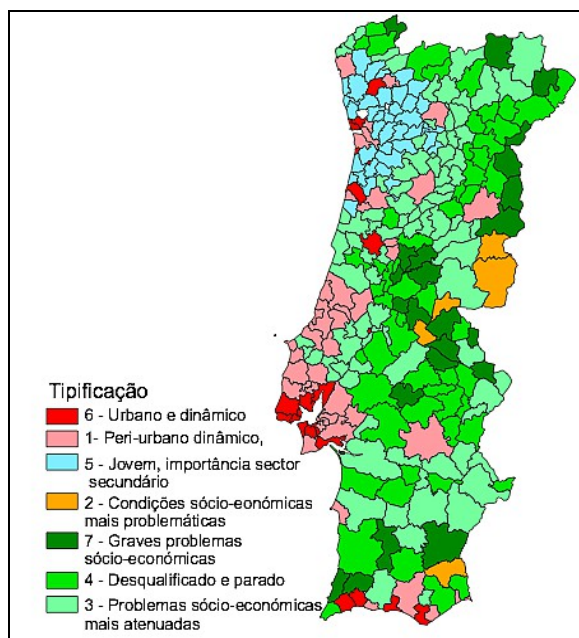 Tipificação
6 - Urbano e dinâmico
1- Peri-urbano dinâmico,
5 - Jovem, importância sector
secundário
2 - Condições sócio-eonómicas
mais problemáticas
7 - Graves problemas
sócio-económicas
4 - Desqualificado e parado
3 - Problemas sócio-económicas
mais atenuadas